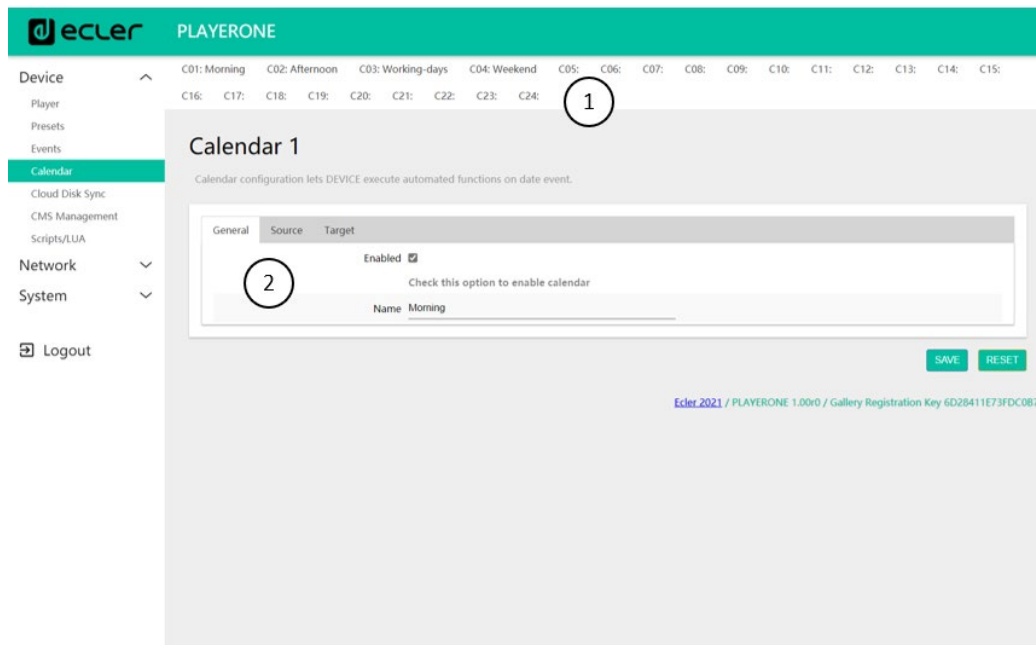 ecler PLAYERONE
Device
Player
Presets
Events
Calendar
Cloud Disk Sync
CMS Management
Scripts/LUA
Network
System
Logout
C01: Morning C02: Afternoon C03: Working-days C04: Weekend C05: C06: C07: C08: C09: C10: C11: C12: C13: C14: C15:
C16: C17: C18: C19: C20: C21: C22: C23: C24:
1
Calendar 1
Calendar configuration lets DEVICE execute automated functions on date event.
General Source Target
Enabled
2
Check this option to enable calendar
Name Morning
SAVE RESET
Ecler 2021 / PLAYERONE 1.00r0 / Gallery Registration Key 6D28411E73FDC0B7